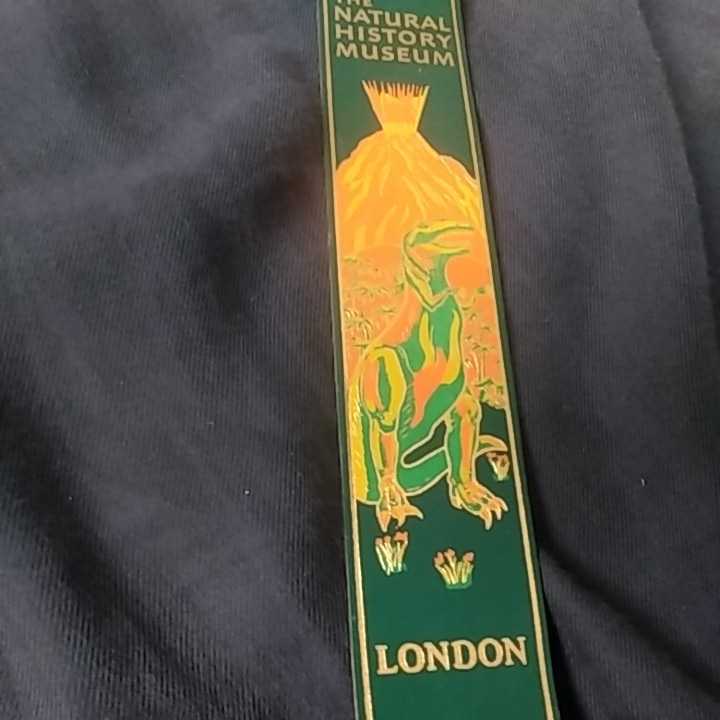 THE
NATURAL
HISTORY
MUSEUM
LONDON